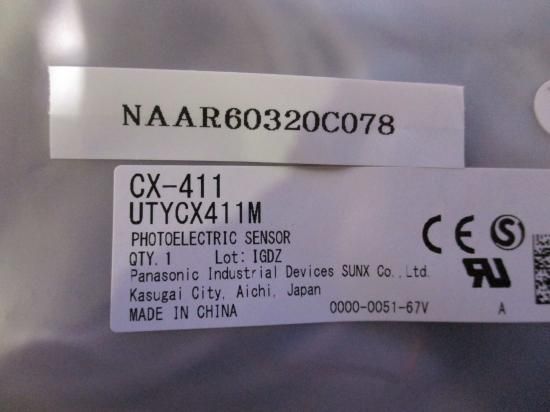 NAAR60320C078
CX-411
UTYCX411M
PHOTOELECTRIC SENSOR
QTY. 1 Lot: IGDZ
Panasonic Industrial Devices SUNX Co., Ltd.
Kasugai City, Aichi, Japan
MADE IN CHINA 0000-0051-67V A
CE S